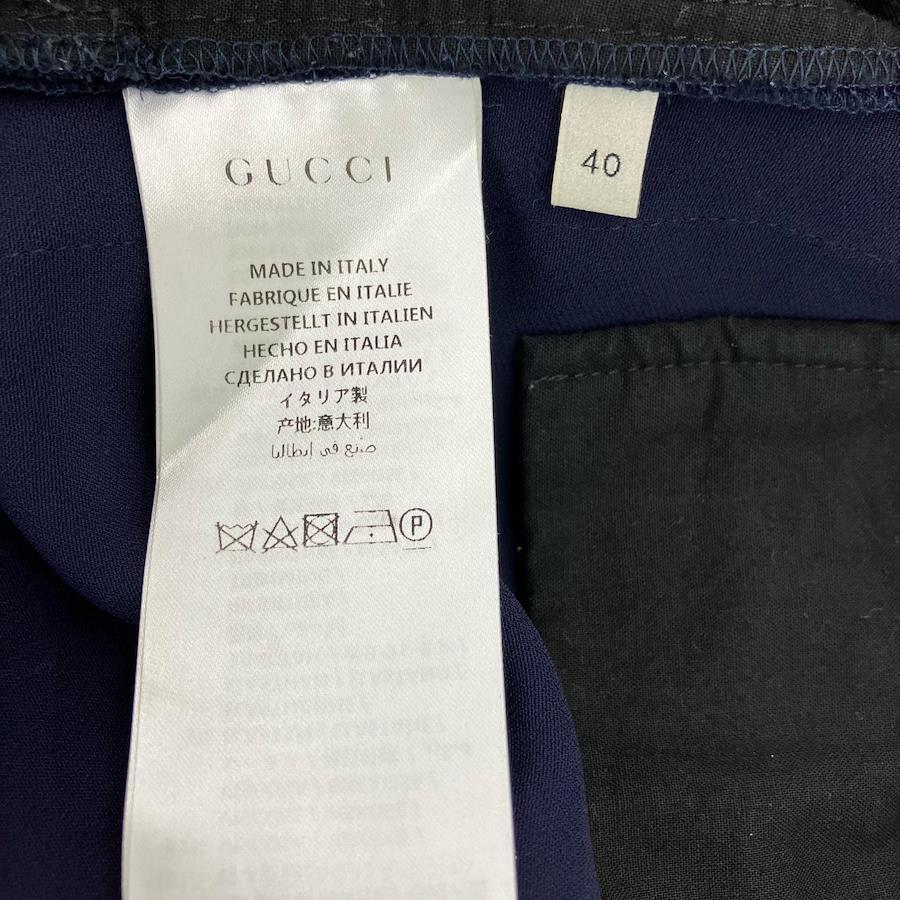 GUCCI
40
MADE IN ITALY
FABRIQUE EN ITALIE
HERGESTELLT IN ITALIEN
HECHO EN ITALIA
СДЕЛАНО В ИТАЛИИ
イタリア製
产地:意大利
صنع في إيطاليا
P